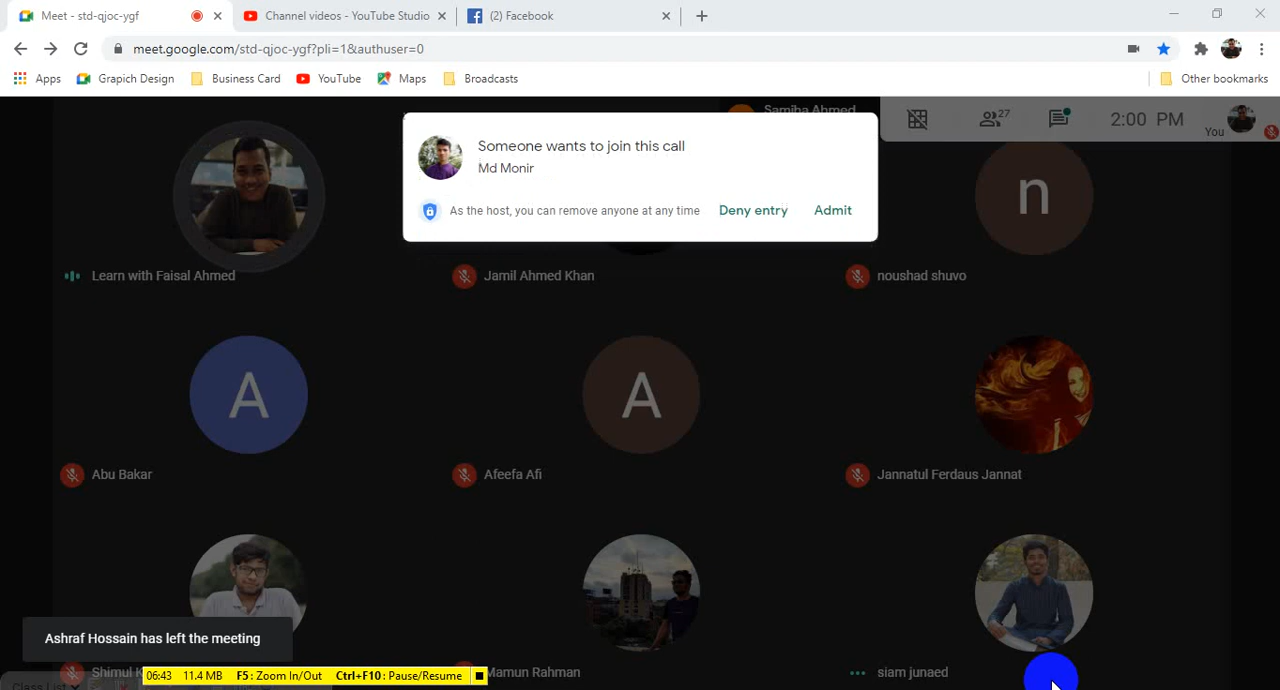 Meet - std-qjoc-ygf
Channel videos - YouTube Studio
(2) Facebook
meet.google.com/std-qjoc-ygf?pli=1&authuser=0
Apps
Grapich Design
Business Card
YouTube
Maps
Broadcasts
Other bookmarks
Samiha Ahmed
27
2:00 PM
You
Someone wants to join this call
Md Monir
As the host, you can remove anyone at any time
Deny entry
Admit
n
Learn with Faisal Ahmed
Jamil Ahmed Khan
noushad shuvo
A
A
Abu Bakar
Afeefa Afi
Jannatul Ferdaus Jannat
Ashraf Hossain has left the meeting
Shimul
Mamun Rahman
siam junaed
06:43 11.4 MB F5: Zoom In/Out Ctrl+F10: Pause/Resume
Class List